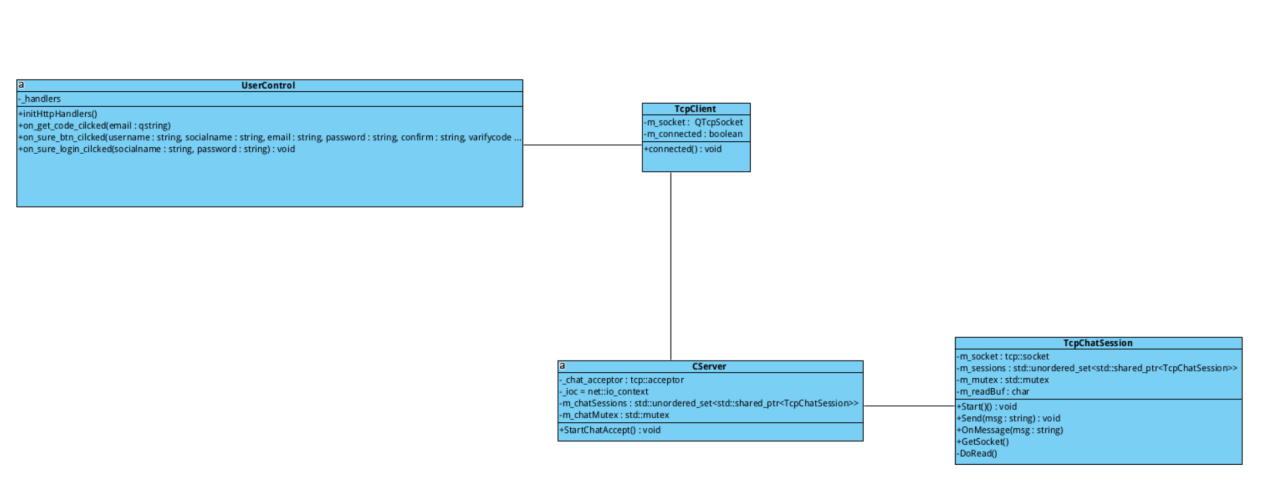 a
UserControl
-_handlers
+initHttpHandlers()
+on_get_code_cilcked(email : qstring)
+on_sure_btn_cilcked(username : string, socialname : string, email : string, password : string, confirm : string, varifycode ...
+on_sure_login_cilcked(socialname : string, password : string) : void
TcpClient
-m_socket :  QTcpSocket
-m_connected : boolean
+connected() : void
a
CServer
-_chat_acceptor : tcp::acceptor
-_ioc = net::io_context
-m_chatSessions : std::unordered_set<std::shared_ptr<TcpChatSession>>
-m_chatMutex : std::mutex
+StartChatAccept() : void
TcpChatSession
-m_socket : tcp::socket
-m_sessions : std::unordered_set<std::shared_ptr<TcpChatSession>>
-m_mutex : std::mutex
-m_readBuf : char
+Start()() : void
+Send(msg : string) : void
+OnMessage(msg : string)
+GetSocket()
-DoRead()